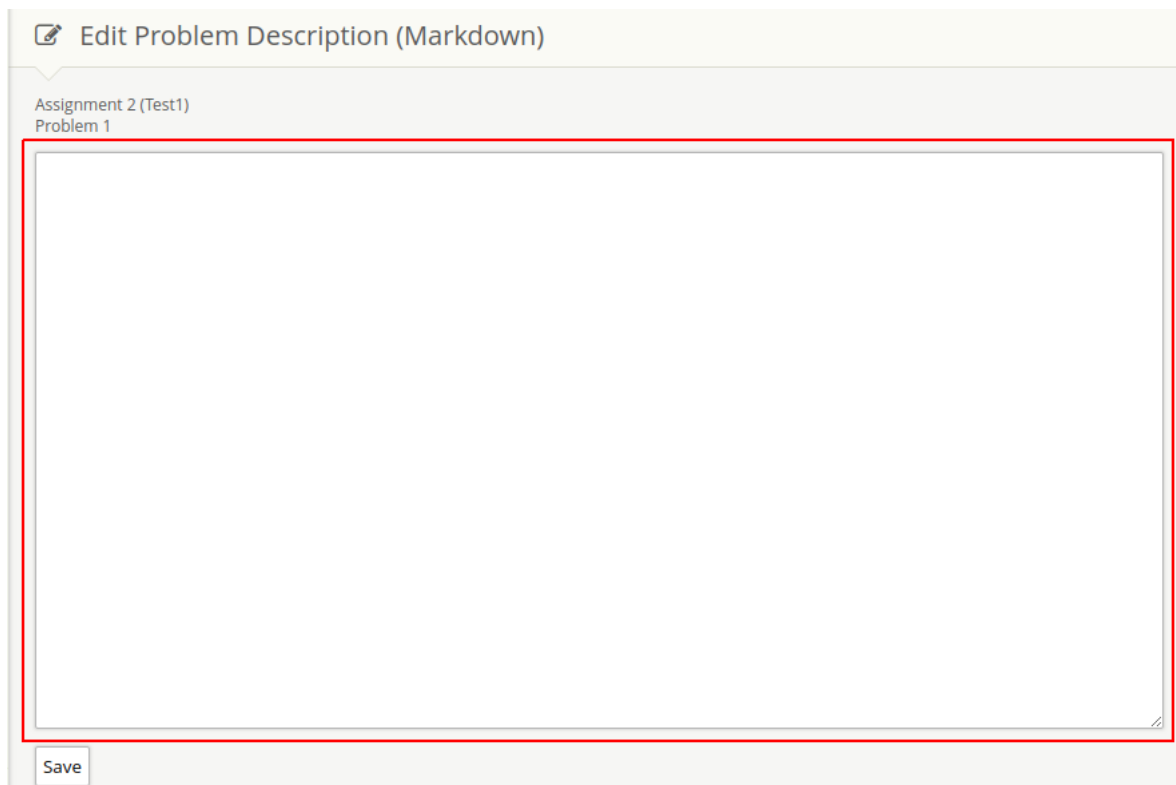 Edit Problem Description (Markdown)
Assignment 2 (Test1)
Problem 1
Save